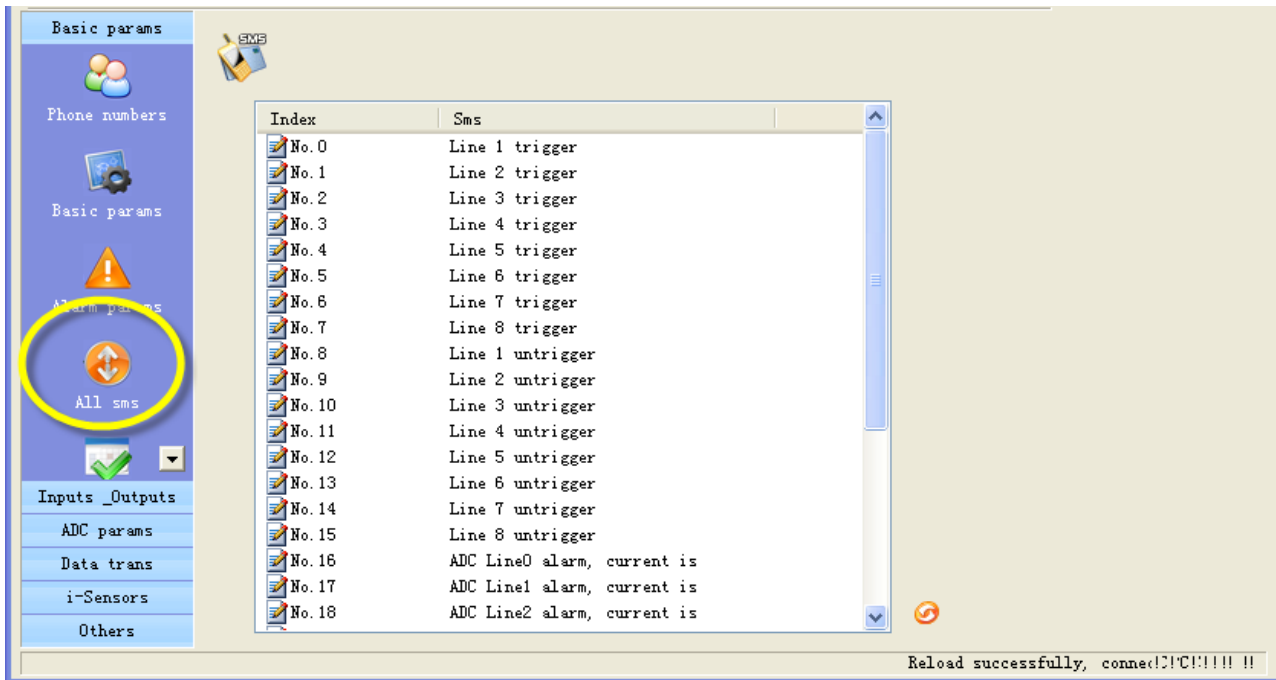 Basic params
SMS
Phone numbers
Basic params
Alarm params
All sms
Inputs _Outputs
ADC params
Data trans
i-Sensors
Others
Index Sms
No. 0 Line 1 trigger
No. 1 Line 2 trigger
No. 2 Line 3 trigger
No. 3 Line 4 trigger
No. 4 Line 5 trigger
No. 5 Line 6 trigger
No. 6 Line 7 trigger
No. 7 Line 8 trigger
No. 8 Line 1 untrigger
No. 9 Line 2 untrigger
No. 10 Line 3 untrigger
No. 11 Line 4 untrigger
No. 12 Line 5 untrigger
No. 13 Line 6 untrigger
No. 14 Line 7 untrigger
No. 15 Line 8 untrigger
No. 16 ADC Line0 alarm, current is
No. 17 ADC Line1 alarm, current is
No. 18 ADC Line2 alarm, current is
Reload successfully,